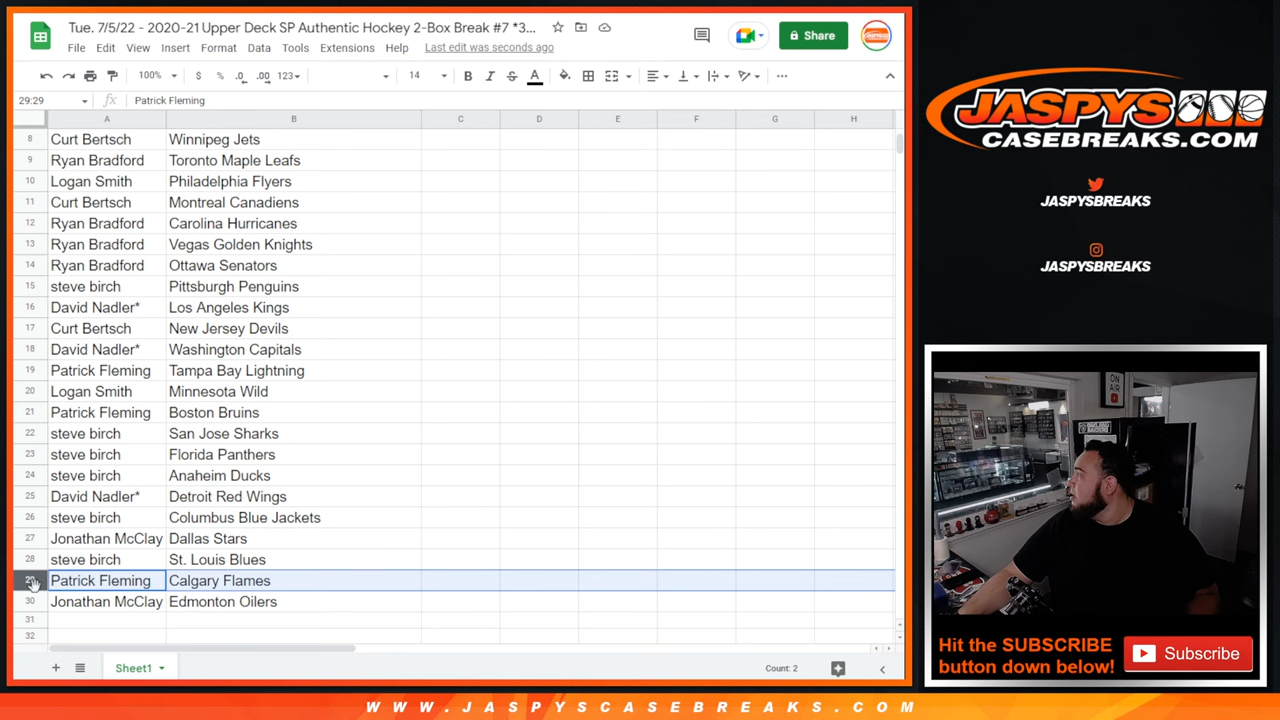 Tue. 7/5/22 - 2020-21 Upper Deck SP Authentic Hockey 2-Box Break #7 *3...
File Edit View Insert Format Data Tools Extensions Help Last edit was seconds ago
Share
100% $ % .0 .00 123 14 B I S A
29:29 fx Patrick Fleming
A B C D E F G H
8 Curt Bertsch Winnipeg Jets
9 Ryan Bradford Toronto Maple Leafs
10 Logan Smith Philadelphia Flyers
11 Curt Bertsch Montreal Canadiens
12 Ryan Bradford Carolina Hurricanes
13 Ryan Bradford Vegas Golden Knights
14 Ryan Bradford Ottawa Senators
15 steve birch Pittsburgh Penguins
16 David Nadler* Los Angeles Kings
17 Curt Bertsch New Jersey Devils
18 David Nadler* Washington Capitals
19 Patrick Fleming Tampa Bay Lightning
20 Logan Smith Minnesota Wild
21 Patrick Fleming Boston Bruins
22 steve birch San Jose Sharks
23 steve birch Florida Panthers
24 steve birch Anaheim Ducks
25 David Nadler* Detroit Red Wings
26 steve birch Columbus Blue Jackets
27 Jonathan McClay Dallas Stars
28 steve birch St. Louis Blues
29 Patrick Fleming Calgary Flames
30 Jonathan McClay Edmonton Oilers
31
32
Sheet1
Count: 2
JASPYS
CASEBREAKS.COM
JASPYSBREAKS
JASPYSBREAKS
ON AIR
Hit the SUBSCRIBE
button down below!
Subscribe
WWW.JASPYSCASEBREAKS.COM